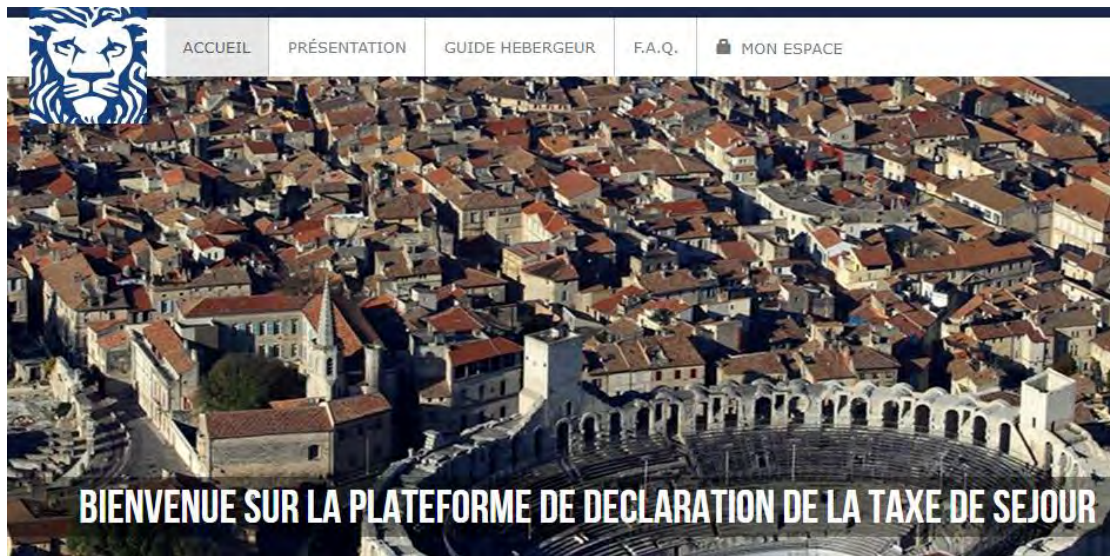 ACCUEIL PRÉSENTATION GUIDE HEBERGEUR F.A.Q. MON ESPACE
BIENVENUE SUR LA PLATEFORME DE DECLARATION DE LA TAXE DE SEJOUR